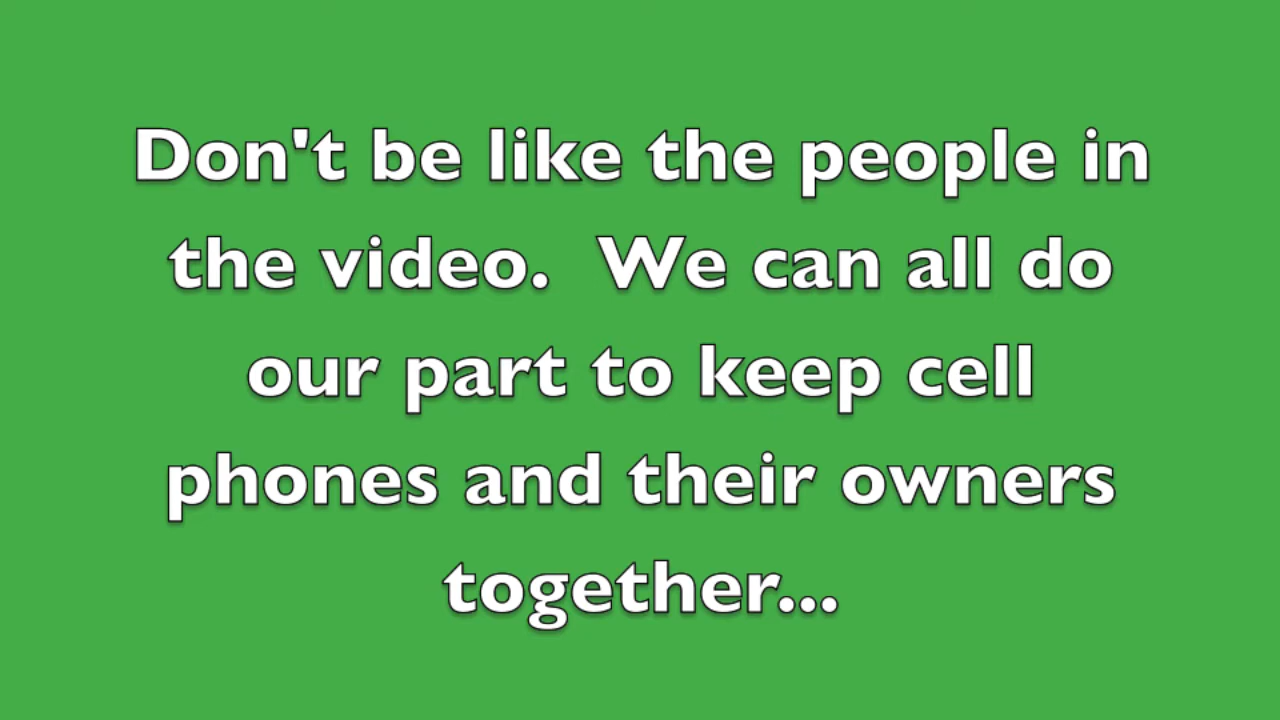 Don't be like the people in
the video.  We can all do
our part to keep cell
phones and their owners
together...